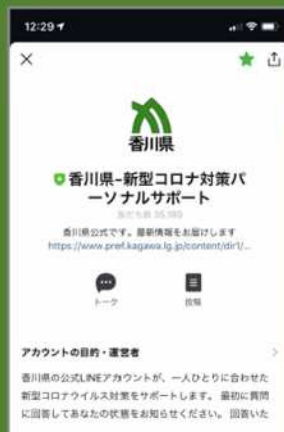 12:29
香川県
香川県-新型コロナ対策パ
ーソナルサポート
友だち数 35,193
香川県公式です。最新情報をお届けします
https://www.pref.kagawa.lg.jp/content/dir1/...
トーク
投稿
アカウントの目的・運営者
香川県の公式LINEアカウントが、一人ひとりに合わせた
新型コロナウイルス対策をサポートします。 最初に質問
に回答してあなたの状態をお知らせください。 回答いた